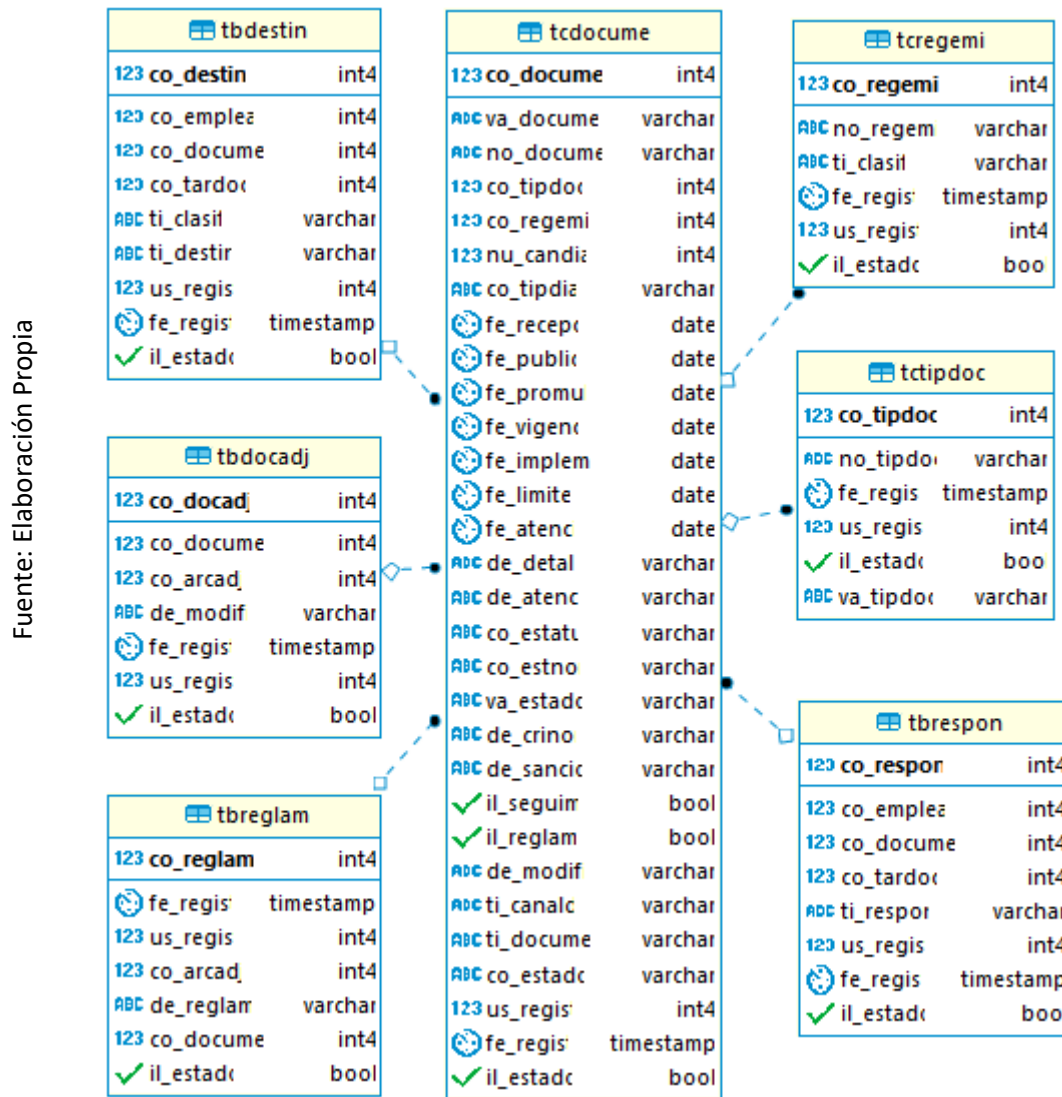 Fuente: Elaboración Propia
tbdestin
123 co_destin int4
123 co_emplea int4
123 co_docume int4
123 co_tardoc int4
ABC ti_clasif varchar
ABC ti_destir varchar
123 us_regis int4
fe_regis timestamp
il_estado bool
tbdocadj
123 co_docadj int4
123 co_docume int4
123 co_arcadj int4
ABC de_modif varchar
fe_regis timestamp
123 us_regis int4
il_estado bool
tbreglam
123 co_reglam int4
fe_regis timestamp
123 us_regis int4
123 co_arcadj int4
ABC de_reglam varchar
123 co_docume int4
il_estado bool
tcdocume
123 co_docume int4
ABC va_docume varchar
ABC no_docume varchar
123 co_tipdoc int4
123 co_regemi int4
123 nu_candia int4
ABC co_tipdia varchar
fe_recepc date
fe_public date
fe_promu date
fe_vigenc date
fe_implem date
fe_limite date
fe_atenc date
ABC de_detal varchar
ABC de_atenc varchar
ABC co_estatu varchar
ABC co_estno varchar
ABC va_estado varchar
ABC de_crino varchar
ABC de_sancio varchar
il_seguim bool
il_reglam bool
ABC de_modif varchar
ABC ti_canalc varchar
ABC ti_docume varchar
ABC co_estado varchar
123 us_regis int4
fe_regis timestamp
il_estado bool
tcregemi
123 co_regemi int4
ABC no_regem varchar
ABC ti_clasif varchar
fe_regis timestamp
123 us_regis int4
il_estado boo
tctipdoc
123 co_tipdoc int4
ABC no_tipdo varchar
fe_regis timestamp
123 us_regis int4
il_estado boo
ABC va_tipdoc varchar
tbrespon
123 co_respon int4
123 co_emplea int4
123 co_docume int4
123 co_tardoc int4
ABC ti_respor varchar
123 us_regis int4
fe_regis timestamp
il_estado boo